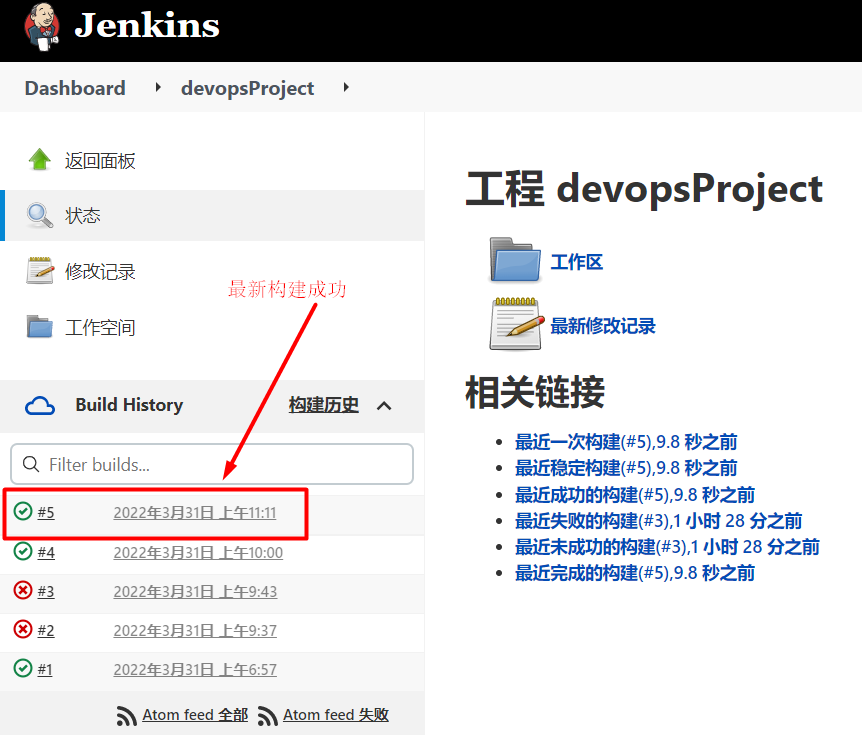 Jenkins
Dashboard
devopsProject
返回面板
状态
修改记录
工作空间
最新构建成功
Build History
构建历史
Filter builds...
#5 2022年3月31日 上午11:11
#4 2022年3月31日 上午10:00
#3 2022年3月31日 上午9:43
#2 2022年3月31日 上午9:37
#1 2022年3月31日 上午6:57
Atom feed 全部
Atom feed 失败
工程 devopsProject
工作区
最新修改记录
相关链接
最近一次构建(#5),9.8 秒之前
最近稳定构建(#5),9.8 秒之前
最近成功的构建(#5),9.8 秒之前
最近失败的构建(#3),1 小时 28 分之前
最近未成功的构建(#3),1 小时 28 分之前
最近完成的构建(#5),9.8 秒之前